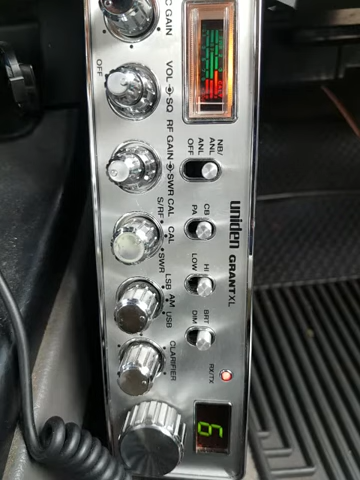 C GAIN
OFF
VOL SQ
RF GAIN SWR CAL
S/RF CAL SWR
LSB AM USB
CLARIFIER
NB/
ANL
ANL
OFF
CB
PA
HI
LOW
BRT
DIM
uniden GRANT XL
RX/TX